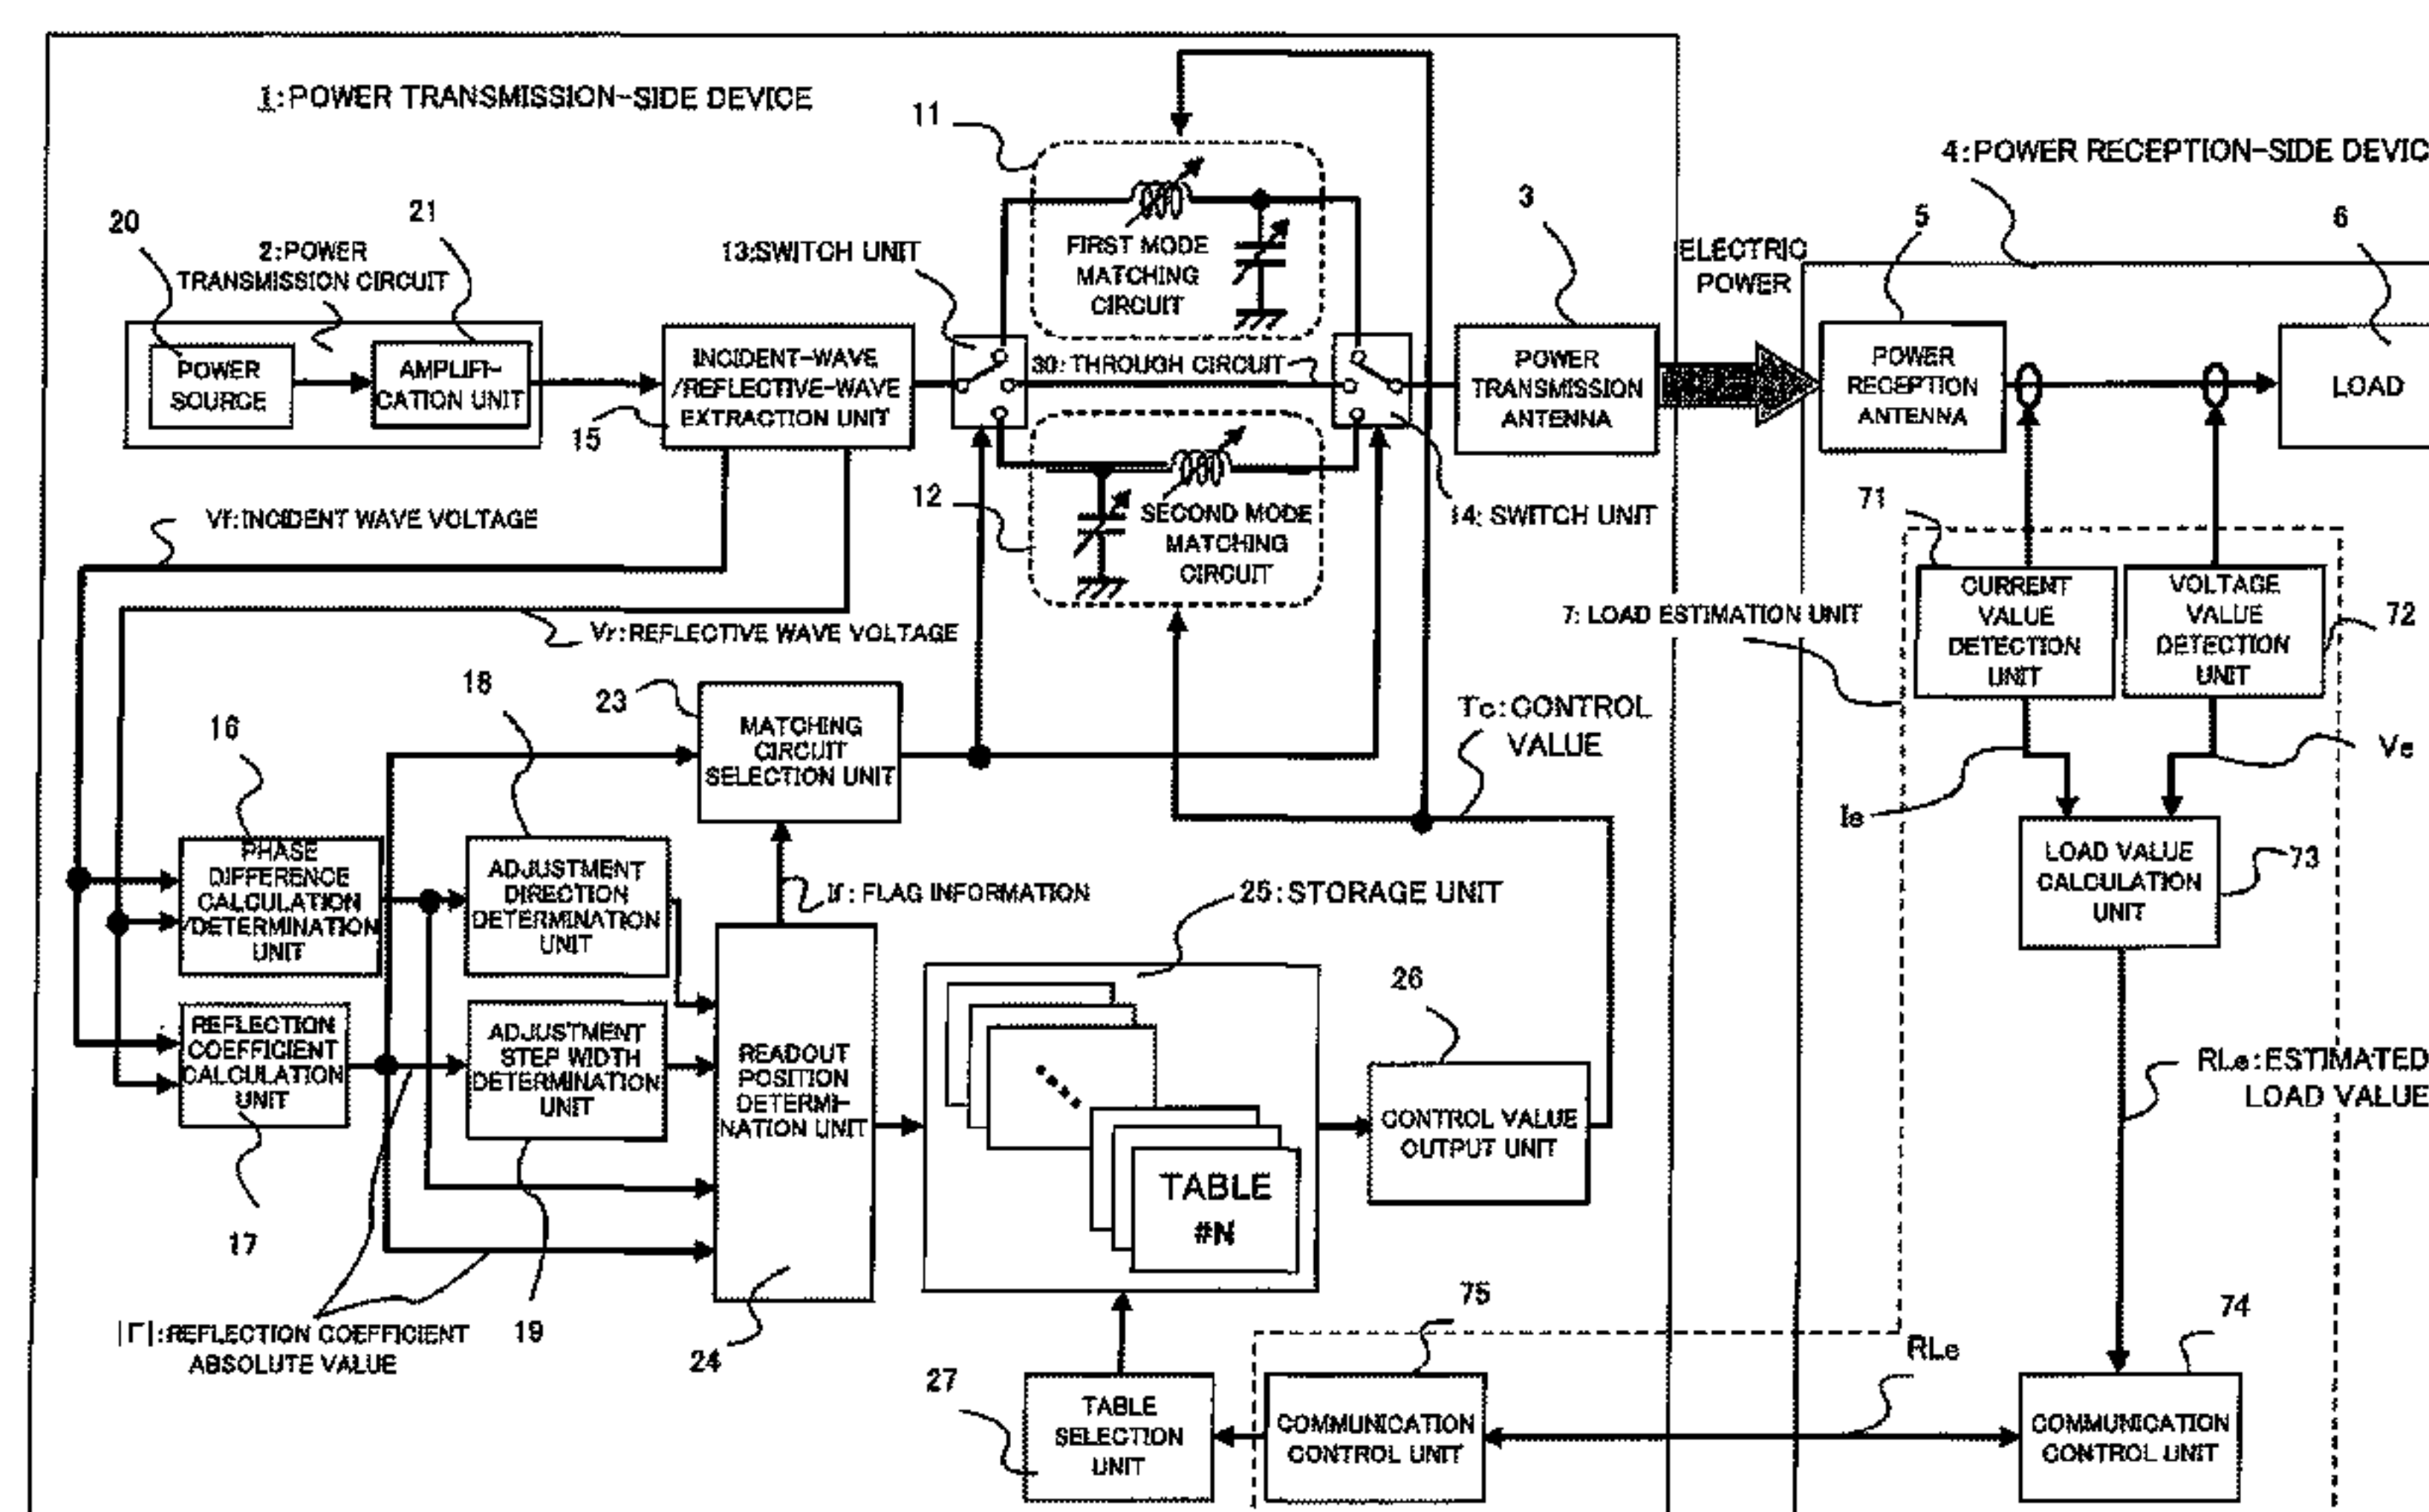 1:POWER TRANSMISSION-SIDE DEVICE
11
4:POWER RECEPTION-SIDE DEVIC
20
2:POWER
TRANSMISSION CIRCUIT
21
13:SWITCH UNIT
FIRST MODE
MATCHING
CIRCUIT
3
ELECTRIC
POWER
5
6
POWER
SOURCE
AMPLIFI-
CATION UNIT
INCIDENT-WAVE
/REFLECTIVE-WAVE
EXTRACTION UNIT
15
30:THROUGH CIRCUIT
POWER
TRANSMISSION
ANTENNA
POWER
RECEPTION
ANTENNA
LOAD
12
SECOND MODE
MATCHING
CIRCUIT
14:SWITCH UNIT
Vf:INCIDENT WAVE VOLTAGE
Vr:REFLECTIVE WAVE VOLTAGE
71
CURRENT
VALUE
DETECTION
UNIT
VOLTAGE
VALUE
DETECTION
UNIT
72
7:LOAD ESTIMATION UNIT
16
18
23
MATCHING
CIRCUIT
SELECTION UNIT
Tc:CONTROL
VALUE
Ie
Ve
PHASE
DIFFERENCE
CALCULATION
/DETERMINATION
UNIT
ADJUSTMENT
DIRECTION
DETERMINATION
UNIT
If:FLAG INFORMATION
25:STORAGE UNIT
LOAD VALUE
CALCULATION
UNIT
73
REFLECTION
COEFFICIENT
CALCULATION
UNIT
17
ADJUSTMENT
STEP WIDTH
DETERMINATION
UNIT
19
READOUT
POSITION
DETERMI-
NATION UNIT
24
TABLE
#N
26
CONTROL VALUE
OUTPUT UNIT
RLe:ESTIMATED
LOAD VALUE
|Γ|:REFLECTION COEFFICIENT
ABSOLUTE VALUE
27
TABLE
SELECTION
UNIT
75
COMMUNICATION
CONTROL UNIT
RLe
74
COMMUNICATION
CONTROL UNIT